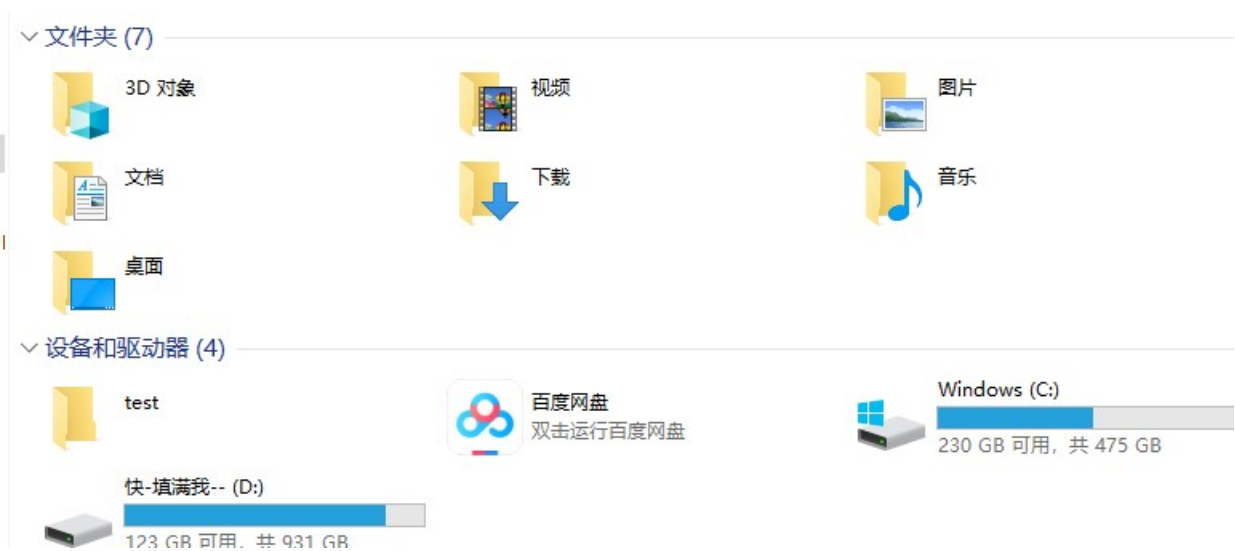 文件夹 (7)
3D 对象
视频
图片
文档
下载
音乐
桌面
设备和驱动器 (4)
test
百度网盘
双击运行百度网盘
Windows (C:)
230 GB 可用，共 475 GB
快-填满我-- (D:)
123 GB 可用，共 931 GB